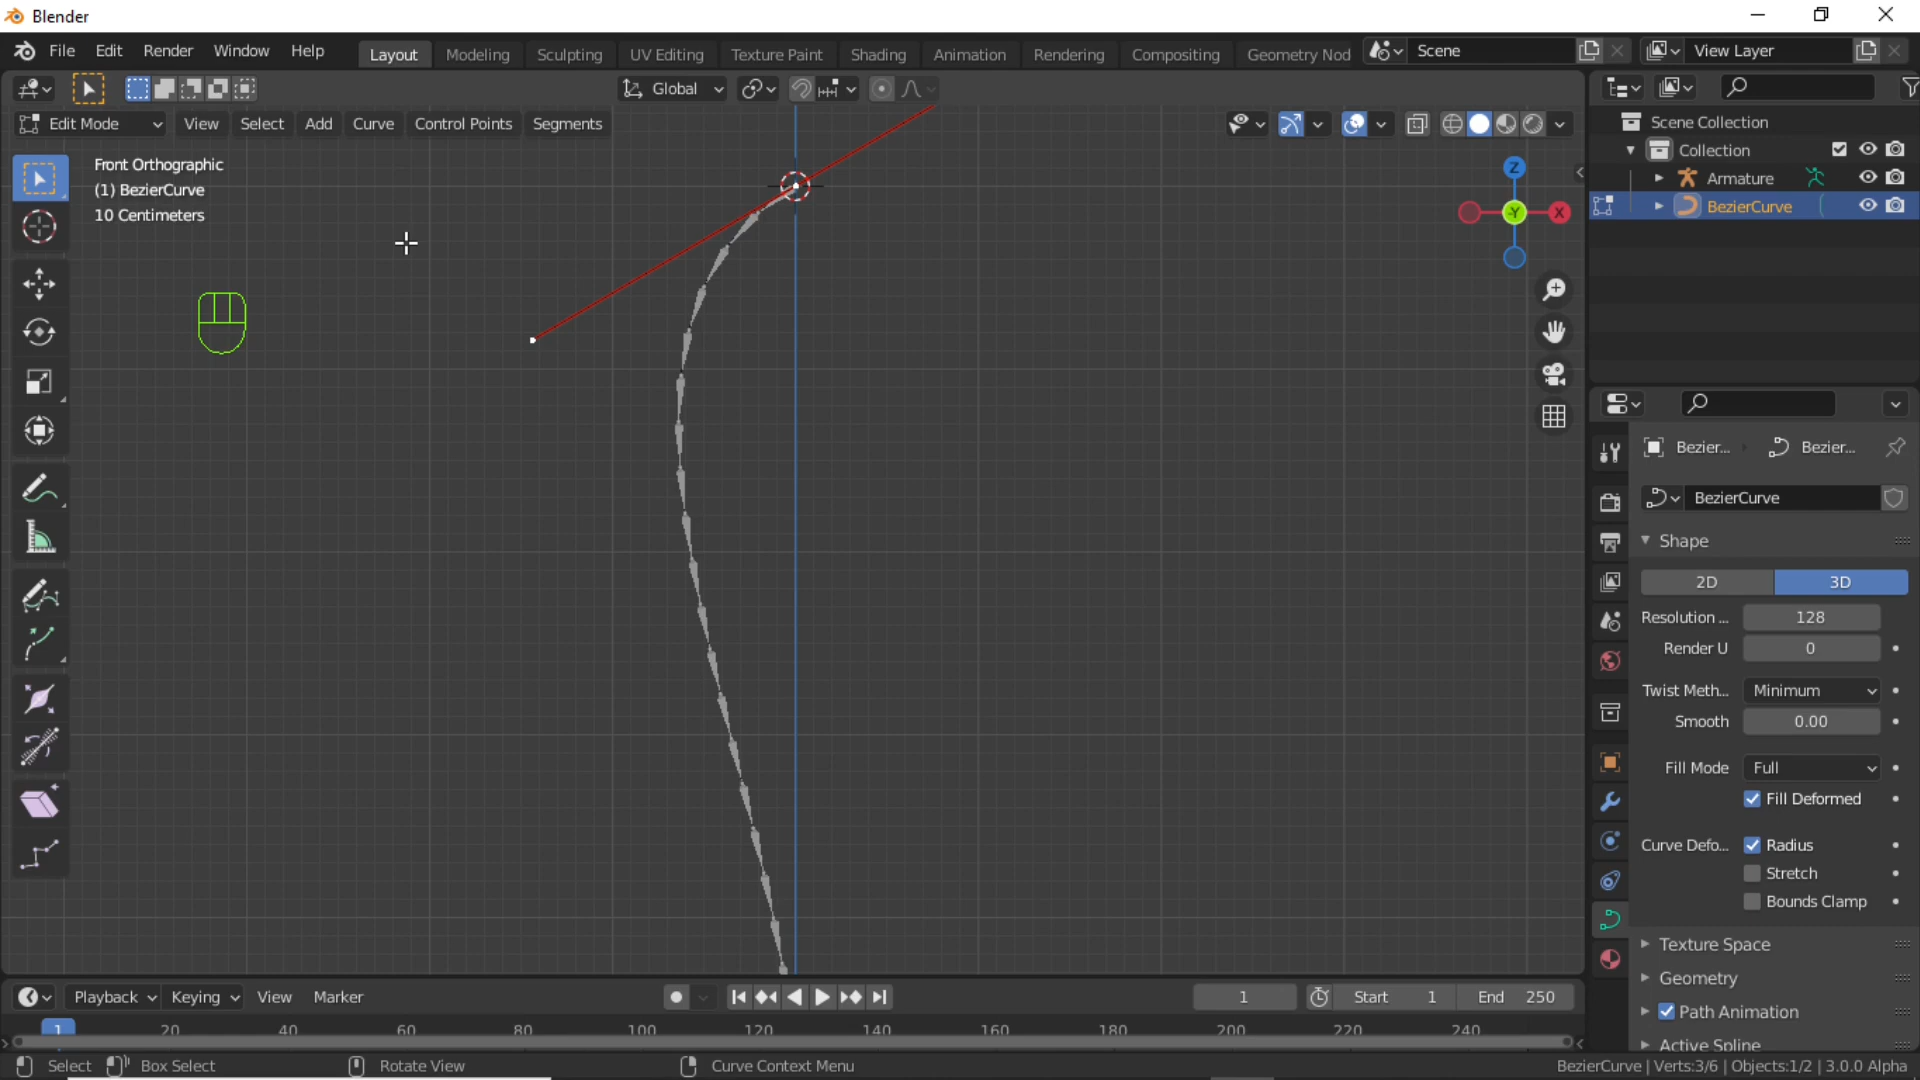 Blender
File Edit Render Window Help Layout Modeling Sculpting UV Editing Texture Paint Shading Animation Rendering Compositing Geometry Nod Scene View Layer
Global
Edit Mode View Select Add Curve Control Points Segments
Front Orthographic
(1) BezierCurve
10 Centimeters
Z
Y
X
Scene Collection
Collection
Armature
BezierCurve
Bezier... Bezier...
BezierCurve
Shape
2D 3D
Resolution ... 128
Render U 0
Twist Meth... Minimum
Smooth 0.00
Fill Mode Full
Fill Deformed
Curve Defo... Radius
Stretch
Bounds Clamp
Texture Space
Geometry
Path Animation
Active Spline
Playback Keying View Marker 1 Start 1 End 250
1 20 40 60 80 100 120 140 160 180 200 220 240
Select Box Select Rotate View Curve Context Menu BezierCurve | Verts:3/6 | Objects:1/2 | 3.0.0 Alpha